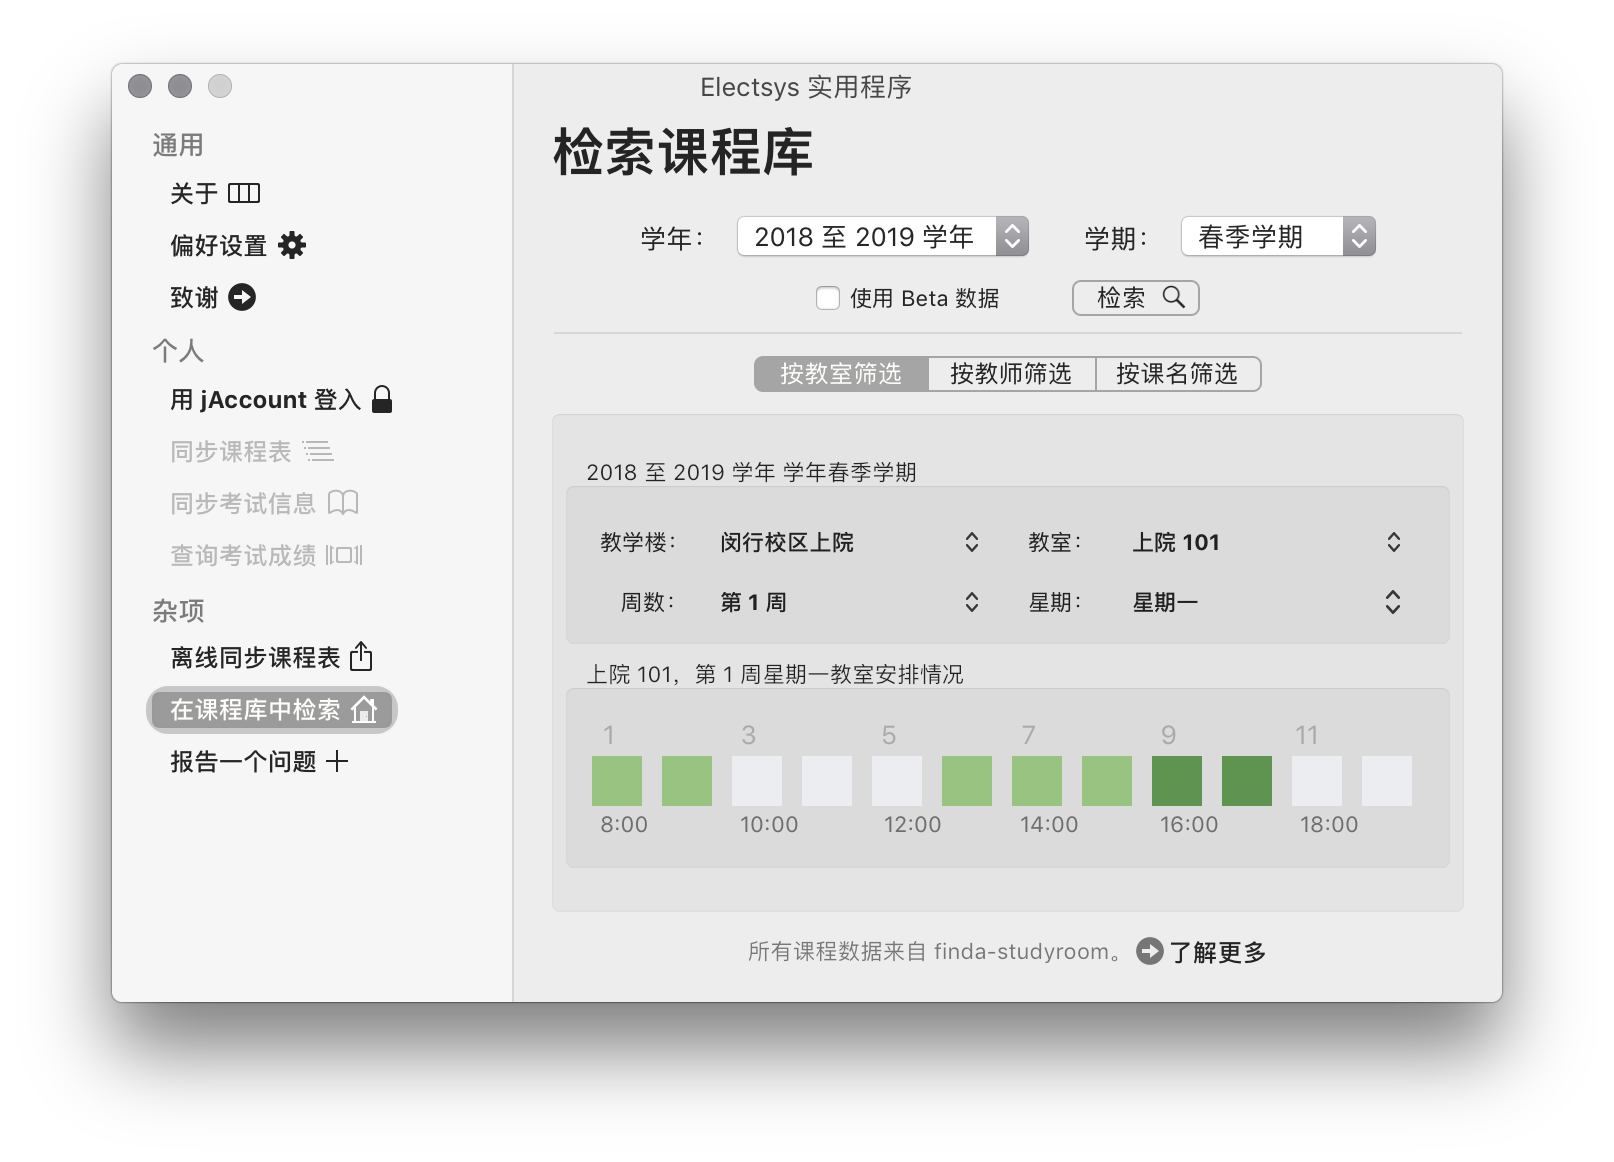 Electsys 实用程序
通用
关于
偏好设置
致谢
个人
用 jAccount 登入
同步课程表
同步考试信息
查询考试成绩
杂项
离线同步课程表
在课程库中检索
报告一个问题
检索课程库
学年： 2018 至 2019 学年 学期： 春季学期
使用 Beta 数据 检索
按教室筛选 按教师筛选 按课名筛选
2018 至 2019 学年 学年春季学期
教学楼： 闵行校区上院 教室： 上院 101
周数： 第 1 周 星期： 星期一
上院 101，第 1 周星期一教室安排情况
1 3 5 7 9 11
8:00 10:00 12:00 14:00 16:00 18:00
所有课程数据来自 finda-studyroom。 了解更多